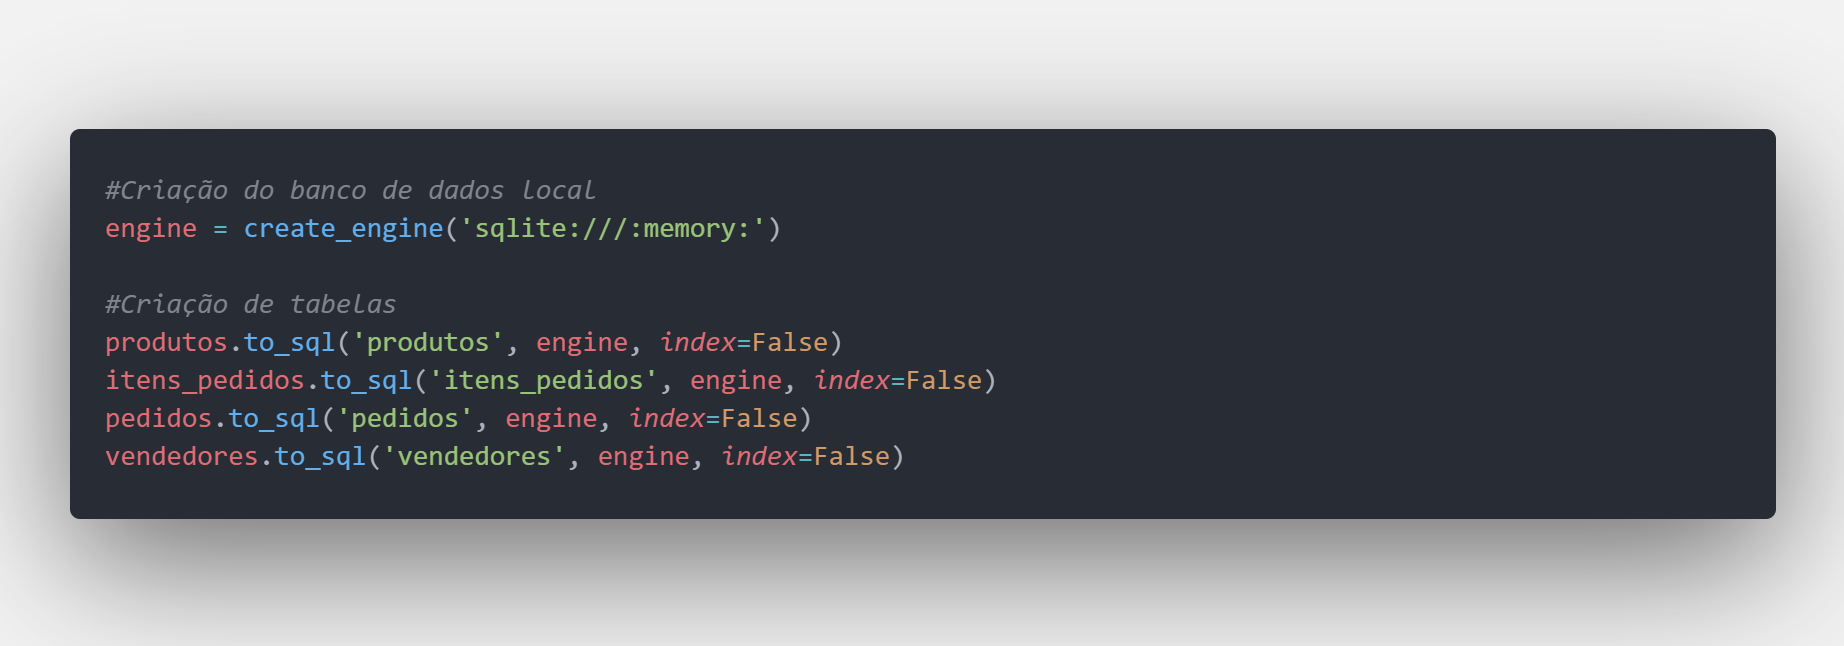 #Criação do banco de dados local
engine = create_engine('sqlite:///:memory:')
#Criação de tabelas
produtos.to_sql('produtos', engine, index=False)
itens_pedidos.to_sql('itens_pedidos', engine, index=False)
pedidos.to_sql('pedidos', engine, index=False)
vendedores.to_sql('vendedores', engine, index=False)